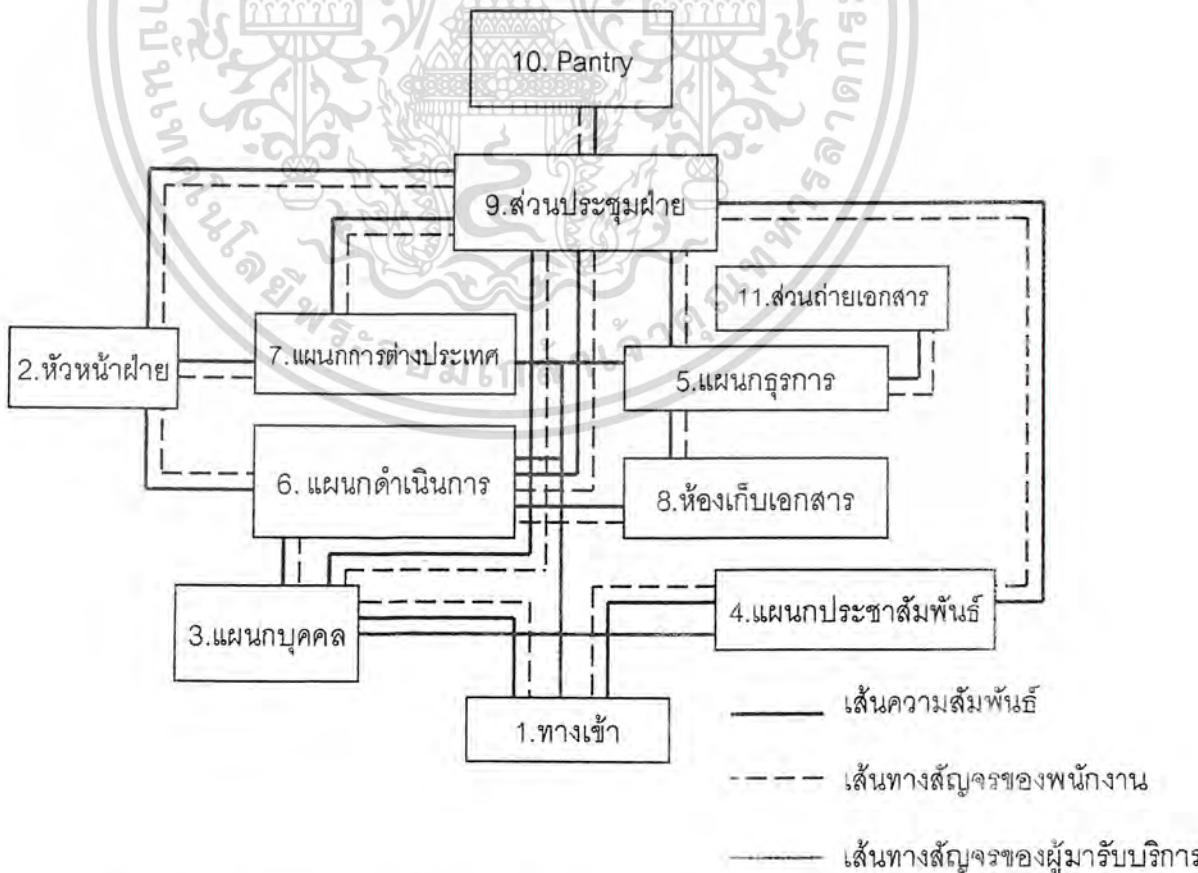 10. Pantry
9.ส่วนประชุมฝ่าย
11.ส่วนถ่ายเอกสาร
2.หัวหน้าฝ่าย
7.แผนกการต่างประเทศ
5.แผนกธุรการ
6. แผนกดำเนินการ
8.ห้องเก็บเอกสาร
3.แผนกบุคคล
4.แผนกประชาสัมพันธ์
1.ทางเข้า
เส้นความสัมพันธ์
เส้นทางสัญจรของพนักงาน
เส้นทางสัญจรของผู้มารับบริการ